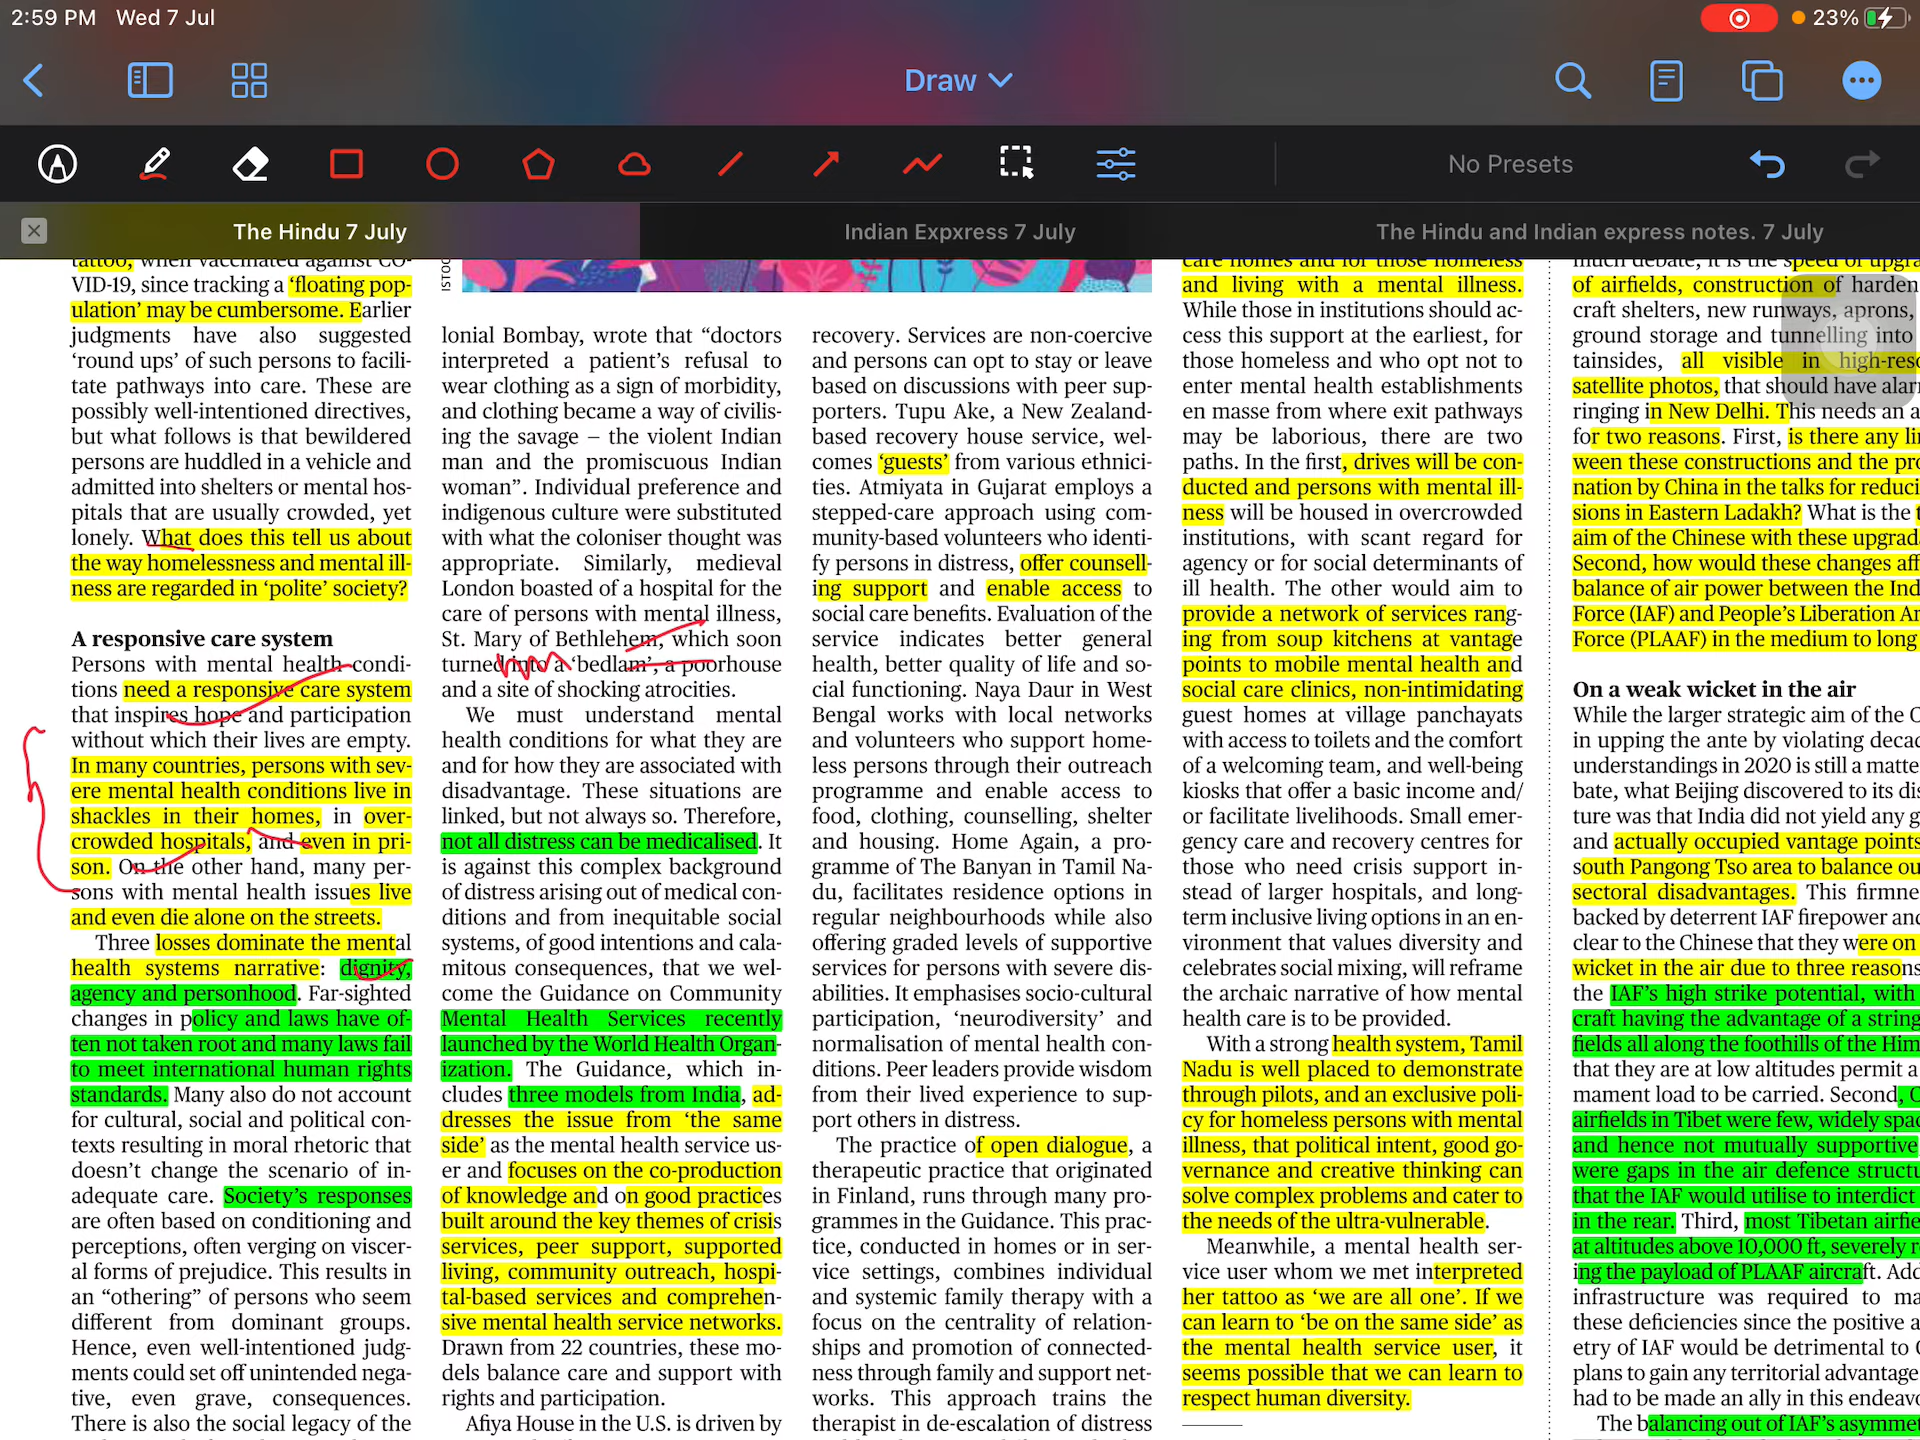 2:59 PM Wed 7 Jul
23%
Draw
No Presets
The Hindu 7 July
Indian Expxress 7 July
The Hindu and Indian express notes. 7 July
tattoo, when vaccinated against CO-
VID-19, since tracking a ‘floating pop-
ulation’ may be cumbersome. Earlier
judgments have also suggested
‘round ups’ of such persons to facili-
tate pathways into care. These are
possibly well-intentioned directives,
but what follows is that bewildered
persons are huddled in a vehicle and
admitted into shelters or mental hos-
pitals that are usually crowded, yet
lonely. What does this tell us about
the way homelessness and mental ill-
ness are regarded in ‘polite’ society?
A responsive care system
Persons with mental health condi-
tions need a responsive care system
that inspires hope and participation
without which their lives are empty.
In many countries, persons with sev-
ere mental health conditions live in
shackles in their homes, in over-
crowded hospitals, and even in pri-
son. On the other hand, many per-
sons with mental health issues live
and even die alone on the streets.
Three losses dominate the mental
health systems narrative: dignity,
agency and personhood. Far-sighted
changes in policy and laws have of-
ten not taken root and many laws fail
to meet international human rights
standards. Many also do not account
for cultural, social and political con-
texts resulting in moral rhetoric that
doesn’t change the scenario of in-
adequate care. Society’s responses
are often based on conditioning and
perceptions, often verging on viscer-
al forms of prejudice. This results in
an “othering” of persons who seem
different from dominant groups.
Hence, even well-intentioned judg-
ments could set off unintended nega-
tive, even grave, consequences.
There is also the social legacy of the
lonial Bombay, wrote that “doctors
interpreted a patient’s refusal to
wear clothing as a sign of morbidity,
and clothing became a way of civilis-
ing the savage – the violent Indian
man and the promiscuous Indian
woman”. Individual preference and
indigenous culture were substituted
with what the coloniser thought was
appropriate. Similarly, medieval
London boasted of a hospital for the
care of persons with mental illness,
St. Mary of Bethlehem, which soon
turned into a ‘bedlam’, a poorhouse
and a site of shocking atrocities.
We must understand mental
health conditions for what they are
and for how they are associated with
disadvantage. These situations are
linked, but not always so. Therefore,
not all distress can be medicalised. It
is against this complex background
of distress arising out of medical con-
ditions and from inequitable social
systems, of good intentions and cala-
mitous consequences, that we wel-
come the Guidance on Community
Mental Health Services recently
launched by the World Health Organ-
ization. The Guidance, which in-
cludes three models from India, ad-
dresses the issue from ‘the same
side’ as the mental health service us-
er and focuses on the co-production
of knowledge and on good practices
built around the key themes of crisis
services, peer support, supported
living, community outreach, hospi-
tal-based services and comprehen-
sive mental health service networks.
Drawn from 22 countries, these mo-
dels balance care and support with
rights and participation.
Afiya House in the U.S. is driven by
recovery. Services are non-coercive
and persons can opt to stay or leave
based on discussions with peer sup-
porters. Tupu Ake, a New Zealand-
based recovery house service, wel-
comes ‘guests’ from various ethnici-
ties. Atmiyata in Gujarat employs a
stepped-care approach using com-
munity-based volunteers who identi-
fy persons in distress, offer counsell-
ing support and enable access to
social care benefits. Evaluation of the
service indicates better general
health, better quality of life and so-
cial functioning. Naya Daur in West
Bengal works with local networks
and volunteers who support home-
less persons through their outreach
programme and enable access to
food, clothing, counselling, shelter
and housing. Home Again, a pro-
gramme of The Banyan in Tamil Na-
du, facilitates residence options in
regular neighbourhoods while also
offering graded levels of supportive
services for persons with severe dis-
abilities. It emphasises socio-cultural
participation, ‘neurodiversity’ and
normalisation of mental health con-
ditions. Peer leaders provide wisdom
from their lived experience to sup-
port others in distress.
The practice of open dialogue, a
therapeutic practice that originated
in Finland, runs through many pro-
grammes in the Guidance. This prac-
tice, conducted in homes or in ser-
vice settings, combines individual
and systemic family therapy with a
focus on the centrality of relation-
ships and promotion of connected-
ness through family and support net-
works. This approach trains the
therapist in de-escalation of distress
care homes and for those homeless
and living with a mental illness.
While those in institutions should ac-
cess this support at the earliest, for
those homeless and who opt not to
enter mental health establishments
en masse from where exit pathways
may be laborious, there are two
paths. In the first, drives will be con-
ducted and persons with mental ill-
ness will be housed in overcrowded
institutions, with scant regard for
agency or for social determinants of
ill health. The other would aim to
provide a network of services rang-
ing from soup kitchens at vantage
points to mobile mental health and
social care clinics, non-intimidating
guest homes at village panchayats
with access to toilets and the comfort
of a welcoming team, and well-being
kiosks that offer a basic income and/
or facilitate livelihoods. Small emer-
gency care and recovery centres for
those who need crisis support in-
stead of larger hospitals, and long-
term inclusive living options in an en-
vironment that values diversity and
celebrates social mixing, will reframe
the archaic narrative of how mental
health care is to be provided.
With a strong health system, Tamil
Nadu is well placed to demonstrate
through pilots, and an exclusive poli-
cy for homeless persons with mental
illness, that political intent, good go-
vernance and creative thinking can
solve complex problems and cater to
the needs of the ultra-vulnerable.
Meanwhile, a mental health ser-
vice user whom we met interpreted
her tattoo as ‘we are all one’. If we
can learn to ‘be on the same side’ as
the mental health service user, it
seems possible that we can learn to
respect human diversity.
much debate, it is the speed of upgra
of airfields, construction of harden
craft shelters, new runways, aprons,
ground storage and tunnelling into
tainsides, all visible in high-reso
satellite photos, that should have alar
ringing in New Delhi. This needs an a
for two reasons. First, is there any li
ween these constructions and the pro
nation by China in the talks for reduci
sions in Eastern Ladakh? What is the t
aim of the Chinese with these upgrad
Second, how would these changes aff
balance of air power between the Ind
Force (IAF) and People’s Liberation A
Force (PLAAF) in the medium to long
On a weak wicket in the air
While the larger strategic aim of the C
in upping the ante by violating decad
understandings in 2020 is still a matte
bate, what Beijing discovered to its dis
ture was that India did not yield any g
and actually occupied vantage points
south Pangong Tso area to balance ou
sectoral disadvantages. This firmne
backed by deterrent IAF firepower and
clear to the Chinese that they were on
wicket in the air due to three reasons
the IAF’s high strike potential, with
craft having the advantage of a string
fields all along the foothills of the Him
that they are at low altitudes permit a
mament load to be carried. Second, C
airfields in Tibet were few, widely spac
and hence not mutually supportive
were gaps in the air defence structu
that the IAF would utilise to interdict
in the rear. Third, most Tibetan airfie
at altitudes above 10,000 ft, severely r
ing the payload of PLAAF aircraft. Add
infrastructure was required to ma
these deficiencies since the positive a
etry of IAF would be detrimental to C
plans to gain any territorial advantage
had to be made an ally in this endeavo
The balancing out of IAF’s asymmet